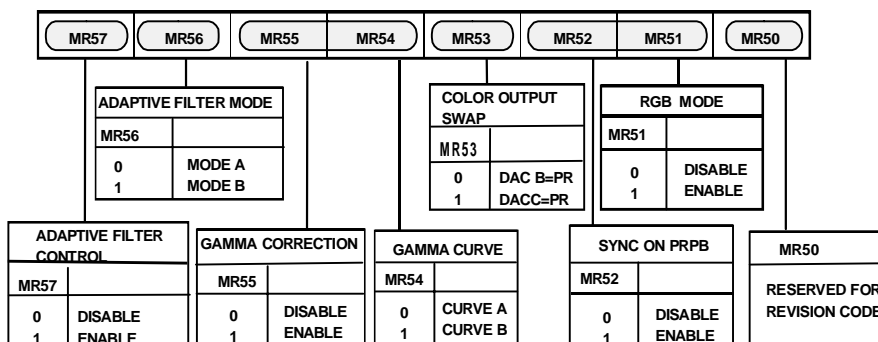 MR57 MR56 MR55 MR54 MR53 MR52 MR51 MR50
ADAPTIVE FILTER MODE
MR56
0 MODE A
1 MODE B
COLOR OUTPUT
SWAP
MR53
0 DAC B=PR
1 DACC=PR
RGB MODE
MR51
0 DISABLE
1 ENABLE
ADAPTIVE FILTER
CONTROL
MR57
0 DISABLE
1 ENABLE
GAMMA CORRECTION
MR55
0 DISABLE
1 ENABLE
GAMMA CURVE
MR54
0 CURVE A
1 CURVE B
SYNC ON PRPB
MR52
0 DISABLE
1 ENABLE
MR50
RESERVED FOR
REVISION CODE